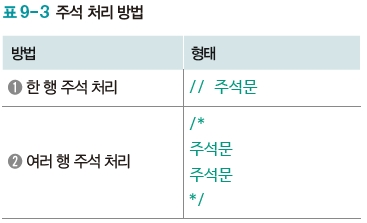 표 9-3 주석 처리 방법
방법 형태
❶ 한 행 주석 처리 // 주석문
❷ 여러 행 주석 처리
/*
주석문
주석문
*/